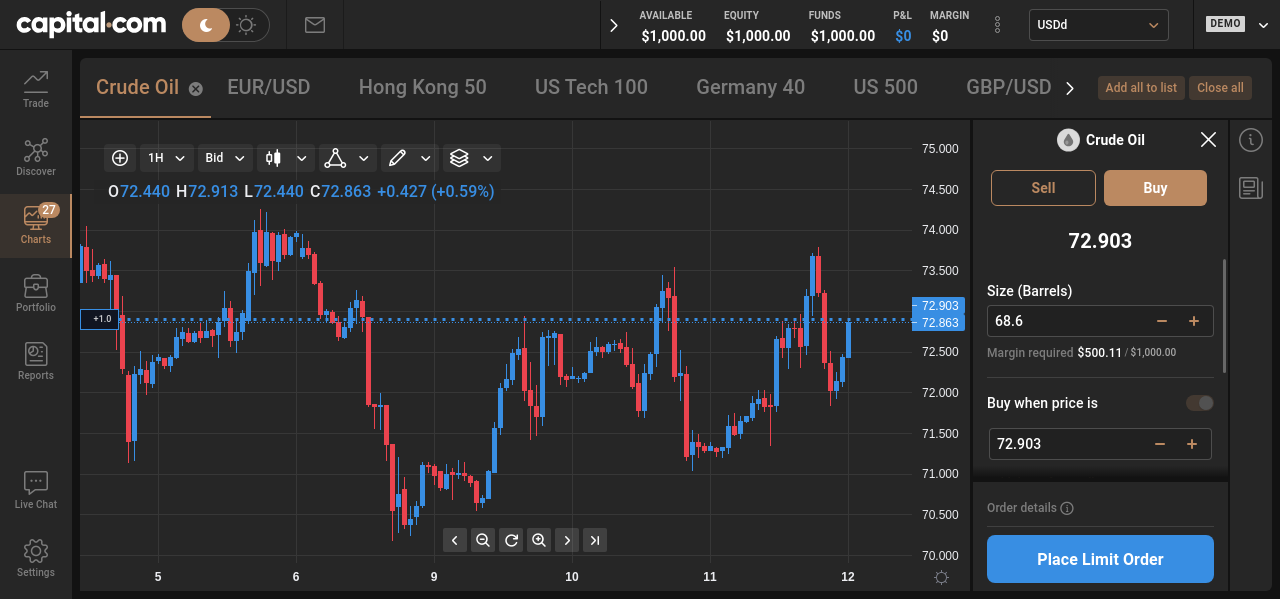 capital.com
AVAILABLE EQUITY FUNDS P&L MARGIN
$1,000.00 $1,000.00 $1,000.00 $0 $0
USDd
DEMO
Trade
Discover
27
Charts
Portfolio
Reports
Live Chat
Settings
Crude Oil EUR/USD Hong Kong 50 US Tech 100 Germany 40 US 500 GBP/USD
Add all to list Close all
1H Bid
O72.440 H72.913 L72.440 C72.863 +0.427 (+0.59%)
+1.0
75.000
74.500
74.000
73.500
72.903
72.863
72.500
72.000
71.500
71.000
70.500
70.000
5 6 9 10 11 12
Crude Oil
Sell Buy
72.903
Size (Barrels)
68.6 − +
Margin required $500.11 / $1,000.00
Buy when price is
72.903 − +
Order details
Place Limit Order